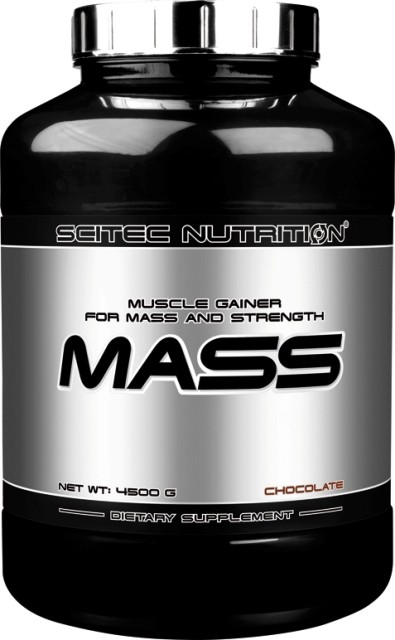 SCITEC NUTRITION®
MUSCLE GAINER
FOR MASS AND STRENGTH
MASS
NET WT: 4500 G CHOCOLATE
DIETARY SUPPLEMENT